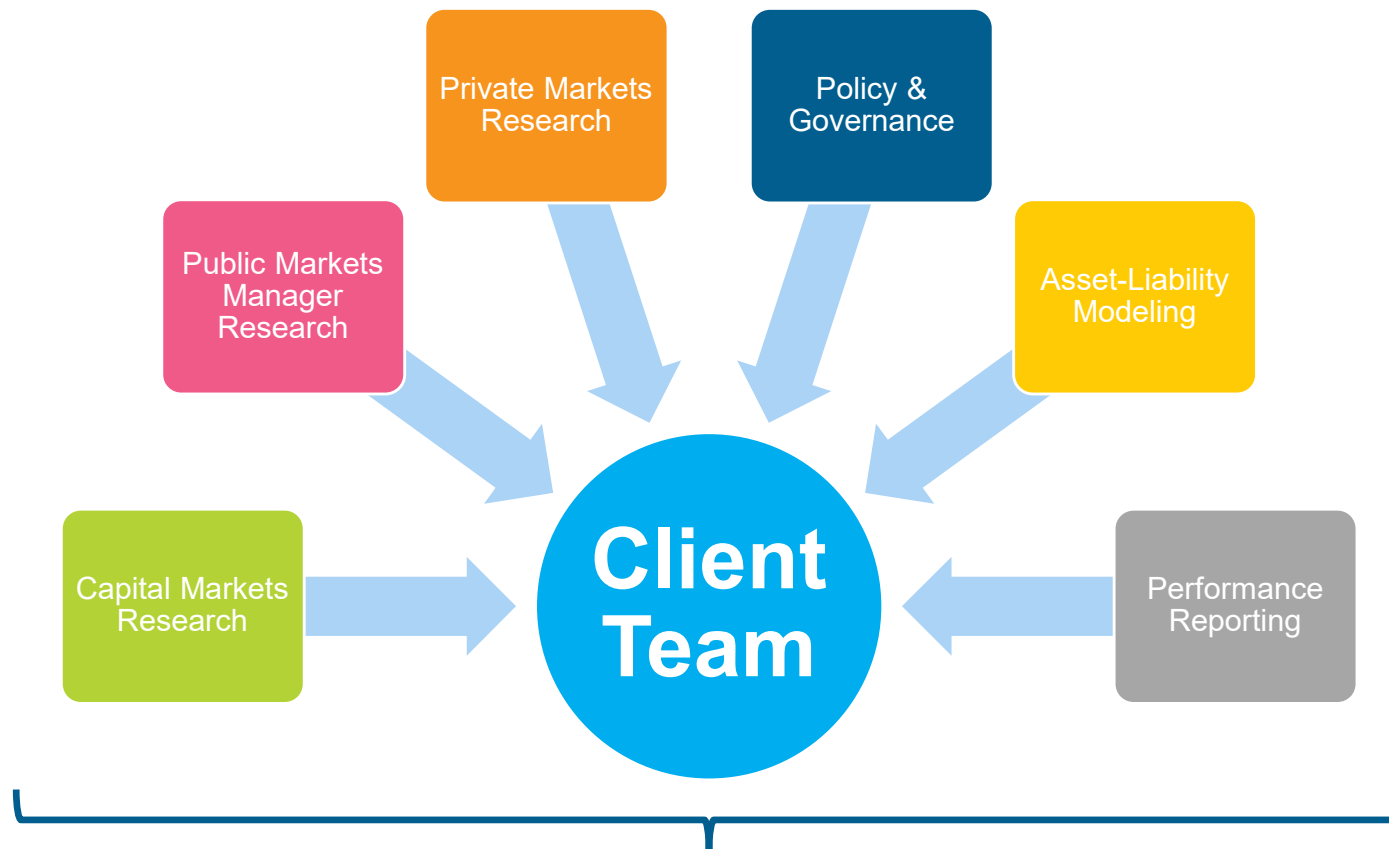 Private Markets
Research
Policy &
Governance
Public Markets
Manager
Research
Asset-Liability
Modeling
Capital Markets
Research
Client
Team
Performance
Reporting